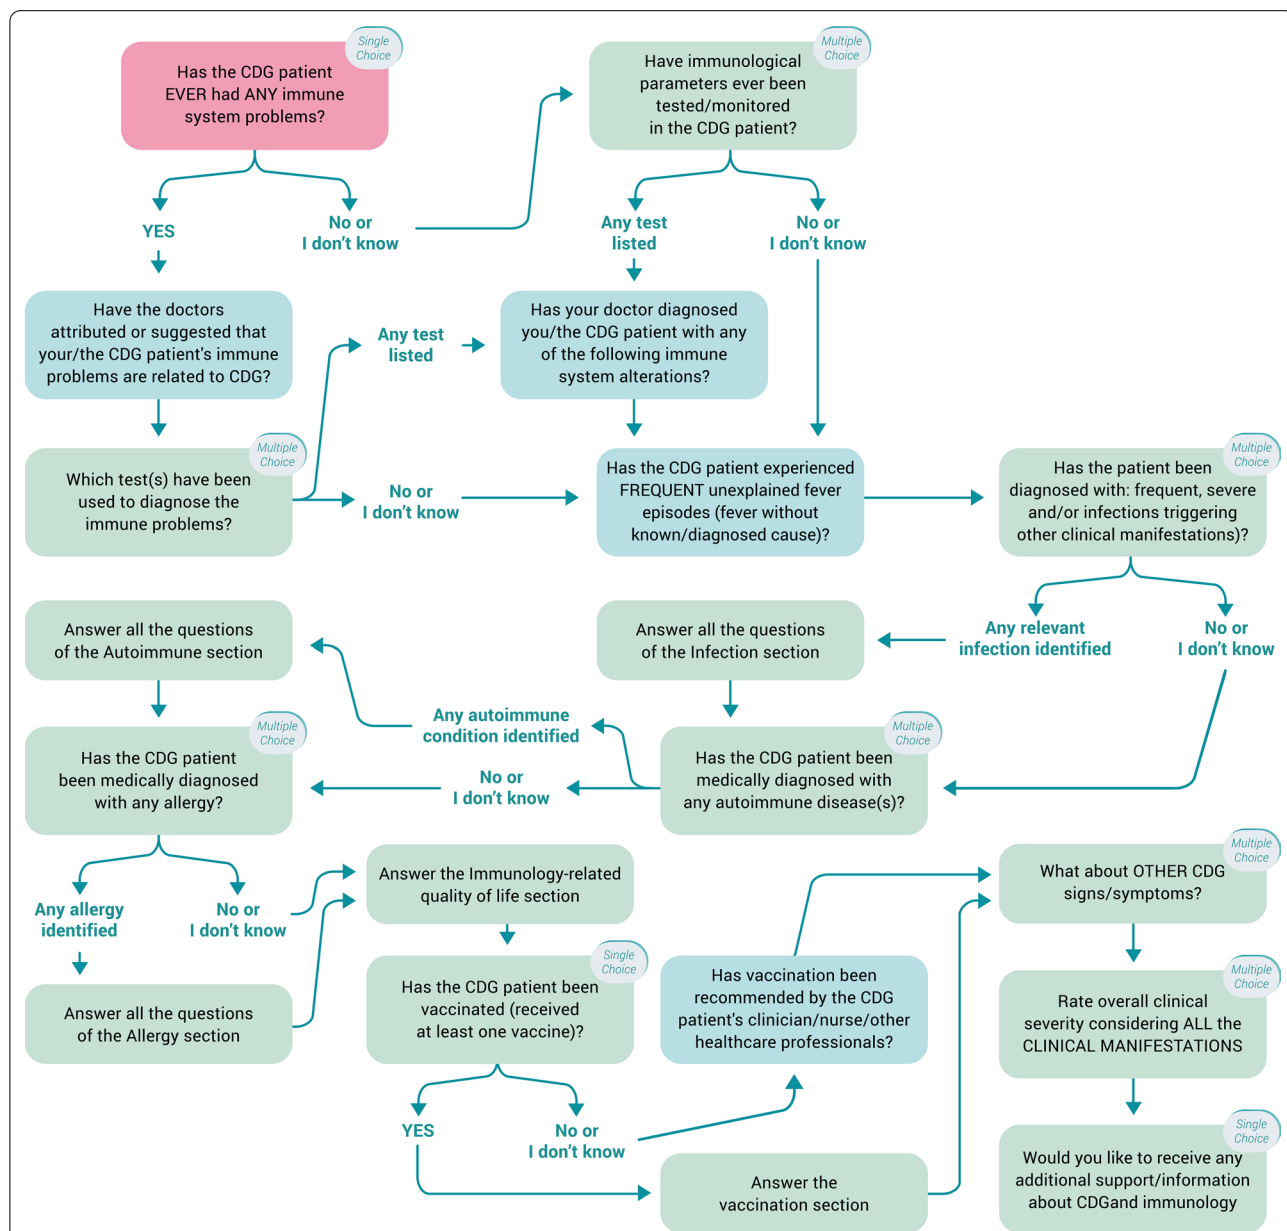 Single
Choice
Has the CDG patient
EVER had ANY immune
system problems?
Multiple
Choice
Have immunological
parameters ever been
tested/monitored
in the CDG patient?
YES
No or
I don't know
Any test
listed
No or
I don't know
Have the doctors
attributed or suggested that
your/the CDG patient's immune
problems are related to CDG?
Any test
listed
Has your doctor diagnosed
you/the CDG patient with any
of the following immune
system alterations?
Multiple
Choice
Which test(s) have been
used to diagnose the
immune problems?
No or
I don't know
Has the CDG patient experienced
FREQUENT unexplained fever
episodes (fever without
known/diagnosed cause)?
Multiple
Choice
Has the patient been
diagnosed with: frequent, severe
and/or infections triggering
other clinical manifestations)?
Answer all the questions
of the Autoimmune section
Answer all the questions
of the Infection section
Any relevant
infection identified
No or
I don't know
Any autoimmune
condition identified
Multiple
Choice
Has the CDG patient
been medically diagnosed
with any allergy?
No or
I don't know
Multiple
Choice
Has the CDG patient been
medically diagnosed with
any autoimmune disease(s)?
Any allergy
identified
No or
I don't know
Answer the Immunology-related
quality of life section
Multiple
Choice
What about OTHER CDG
signs/symptoms?
Answer all the questions
of the Allergy section
Single
Choice
Has the CDG patient been
vaccinated (received
at least one vaccine)?
Has vaccination been
recommended by the CDG
patient's clinician/nurse/other
healthcare professionals?
Multiple
Choice
Rate overall clinical
severity considering ALL the
CLINICAL MANIFESTATIONS
YES
No or
I don't know
Answer the
vaccination section
Single
Choice
Would you like to receive any
additional support/information
about CDGand immunology